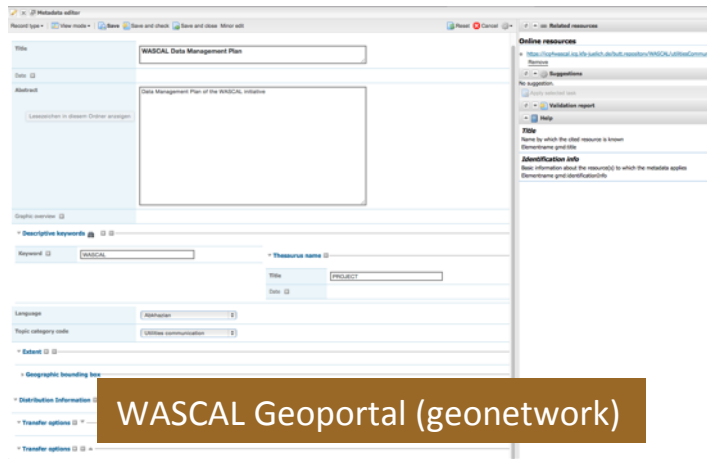 Metadata editor
Record type View mode Save Save and check Save and close Minor edit Reset Cancel
Title WASCAL Data Management Plan
Date
Abstract Data Management Plan of the WASCAL initiative
Lesezeichen in diesem Ordner anzeigen
Graphic overview
Descriptive keywords
Keyword WASCAL
Thesaurus name
Title PROJECT
Date
Language Abkhazian
Topic category code Utilities communication
Extent
Geographic bounding box
Distribution Information
Transfer options
Transfer options
Related resources
Online resources
Remove
Suggestions
No suggestion.
Apply selected
Validation report
Help
Title
Name by which the cited resource is known
Elementname gmd:title
Identification info
Basic information about the resource(s) to which the metadata applies
Elementname gmd:identificationInfo
WASCAL Geoportal (geonetwork)